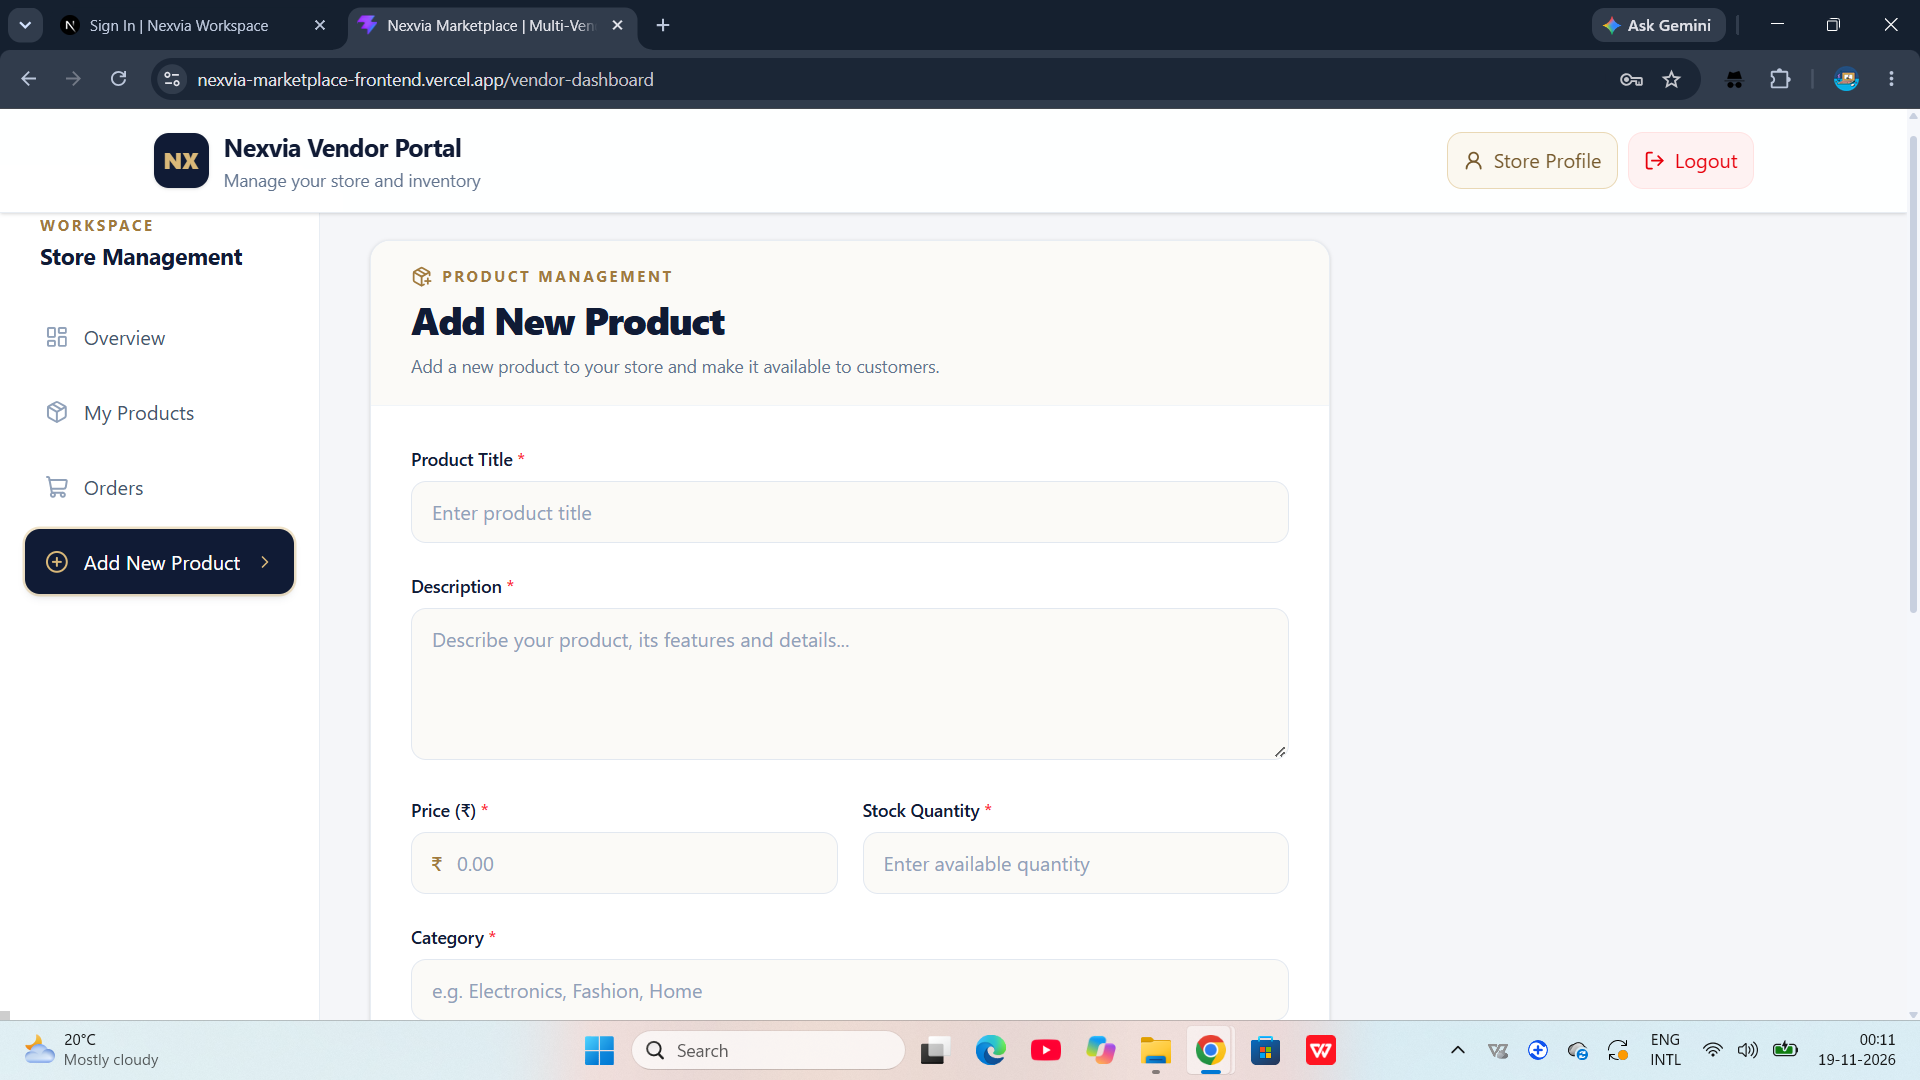 Sign In | Nexvia Workspace
Nexvia Marketplace | Multi-Ven
Ask Gemini
nexvia-marketplace-frontend.vercel.app/vendor-dashboard
NX
Nexvia Vendor Portal
Manage your store and inventory
Store Profile
Logout
WORKSPACE
Store Management
Overview
My Products
Orders
Add New Product
PRODUCT MANAGEMENT
Add New Product
Add a new product to your store and make it available to customers.
Product Title *
Enter product title
Description *
Describe your product, its features and details...
Price (₹) *
₹ 0.00
Stock Quantity *
Enter available quantity
Category *
e.g. Electronics, Fashion, Home
20°C
Mostly cloudy
Search
ENG
INTL
00:11
19-11-2026